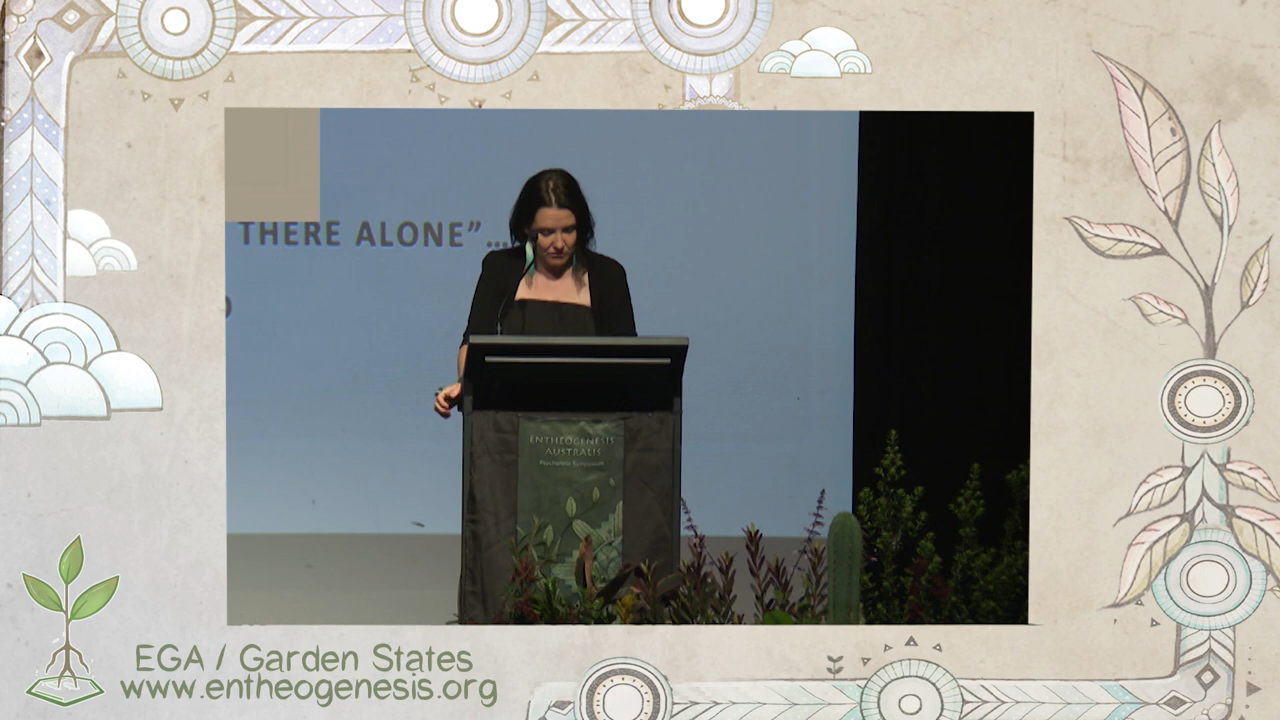 THERE ALONE”...
ENTHEOGENESIS
AUSTRALIS
EGA / Garden States
www.entheogenesis.org